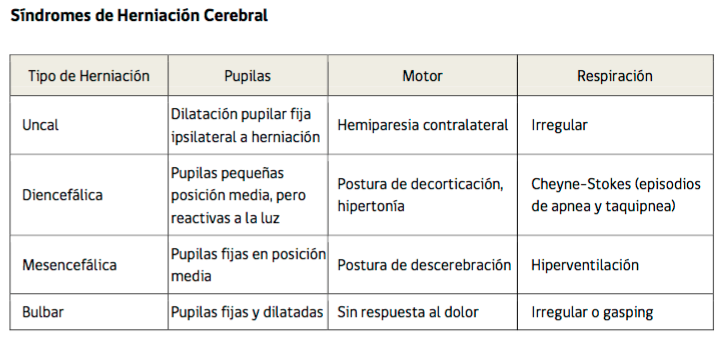 Síndromes de Herniación Cerebral
Tipo de Herniación Pupilas Motor Respiración
Uncal
Dilatación pupilar fija
ipsilateral a herniación
Hemiparesia contralateral
Irregular
Diencefálica
Pupilas pequeñas
posición media, pero
reactivas a la luz
Postura de decorticación,
hipertonía
Cheyne-Stokes (episodios
de apnea y taquipnea)
Mesencefálica
Pupilas fijas en posición
media
Postura de descerebración
Hiperventilación
Bulbar
Pupilas fijas y dilatadas
Sin respuesta al dolor
Irregular o gasping